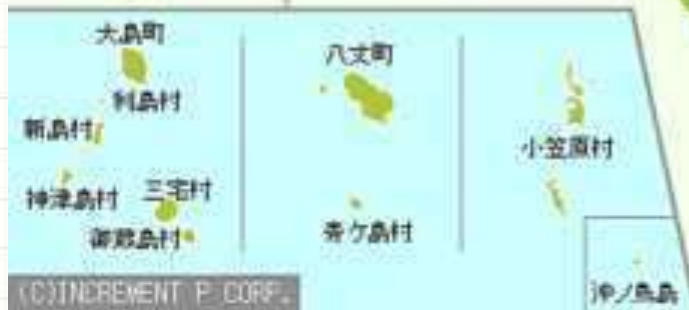 大島町
利島村
新島村
神津島村
三宅村
御蔵島村
八丈町
青ケ島村
小笠原村
沖ノ鳥島
(C)INCREMENT P CORP.